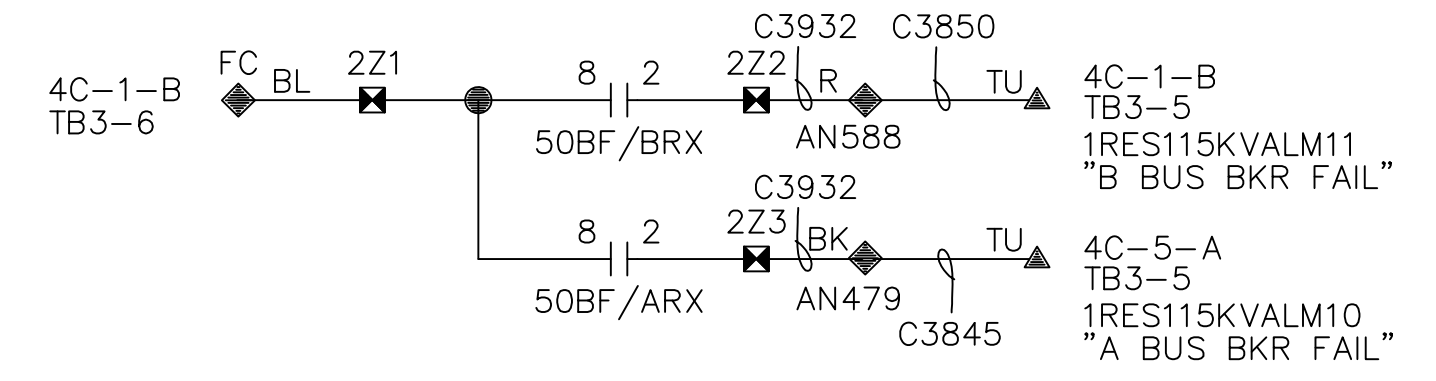 C3932 C3850
FC BL 2Z1 8 2 2Z2 R TU
4C-1-B
TB3-6
50BF/BRX AN588
4C-1-B
TB3-5
1RES115KVALM11
"B BUS BKR FAIL"
C3932
8 2 2Z3 BK TU
50BF/ARX AN479
C3845
4C-5-A
TB3-5
1RES115KVALM10
"A BUS BKR FAIL"